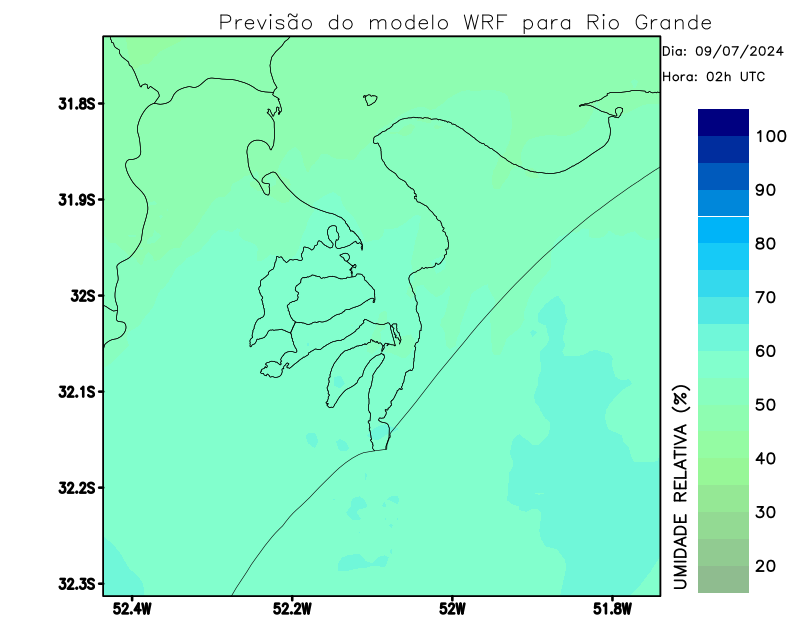 Previsão do modelo WRF para Rio Grande
Dia: 09/07/2024
Hora: 02h UTC
31.8S
31.9S
32S
32.1S
32.2S
32.3S
52.4W
52.2W
52W
51.8W
100
90
80
70
60
50
40
30
20
UMIDADE RELATIVA (%)